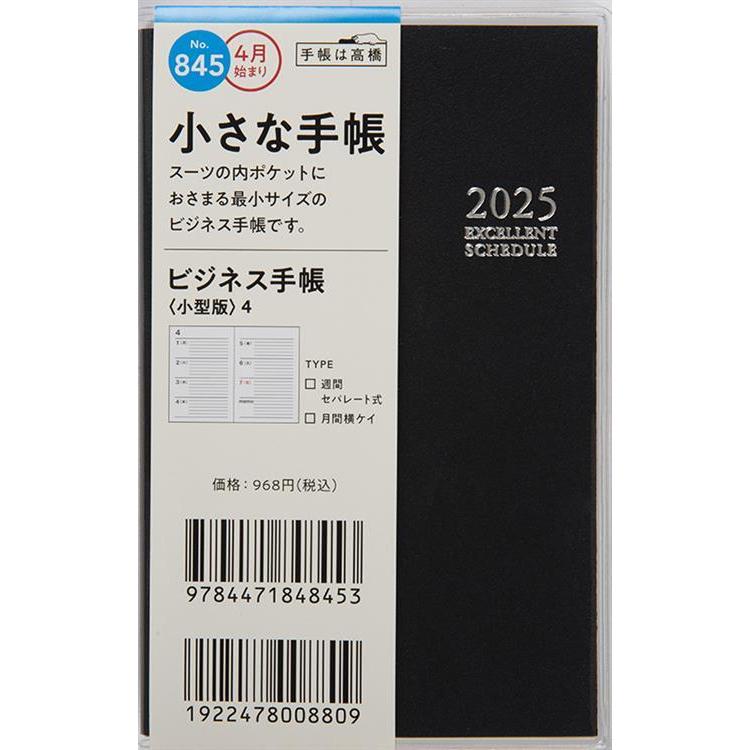 No.
845
4月
始まり
手帳は高橋
小さな手帳
スーツの内ポケットに
おさまる最小サイズの
ビジネス手帳です。
ビジネス手帳
〈小型版〉4
TYPE
□ 週間
セパレート式
□ 月間横ケイ
価格：968円(税込)
9784471848453
1922478008809
2025
EXCELLENT
SCHEDULE